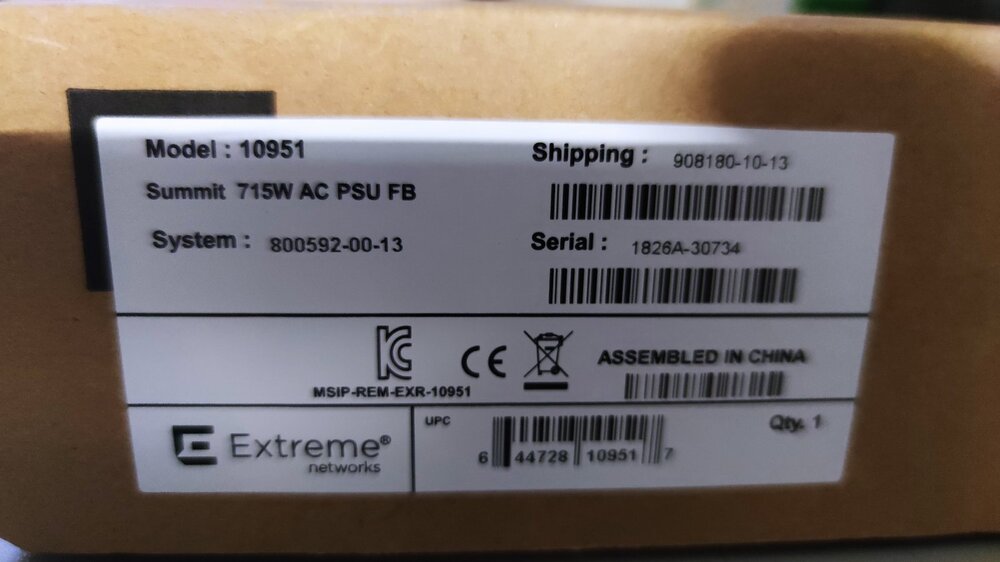 Model : 10951
Summit 715W AC PSU FB
System : 800592-00-13
Shipping : 908180-10-13
Serial : 1826A-30734
MSIP-REM-EXR-10951
CE
ASSEMBLED IN CHINA
Extreme®
networks
UPC
6 44728 10951 7
Qty. 1